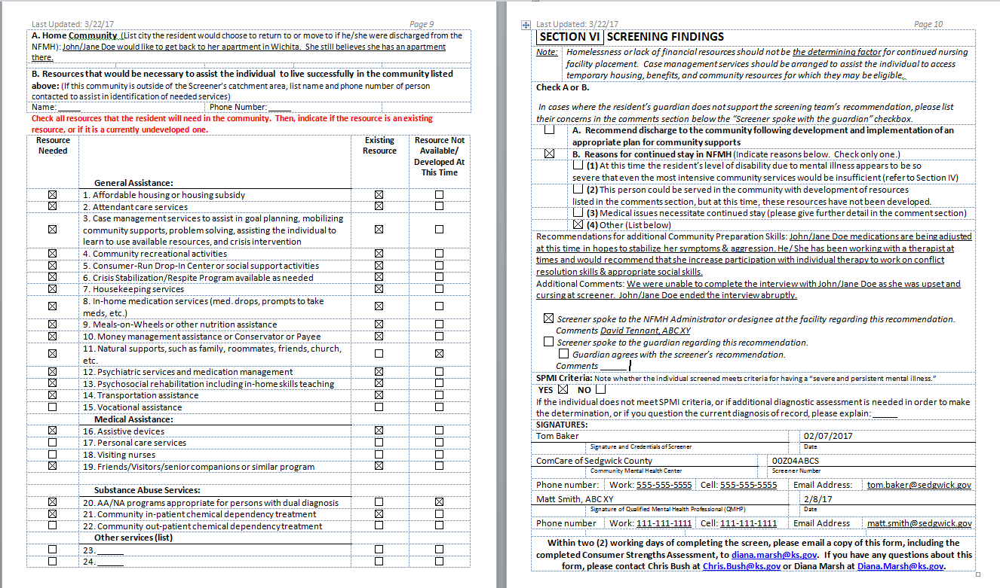 Last Updated: 3/22/17 Page 9
A. Home Community (List city the resident would choose to return to or move to if he/she were discharged from the
NFMH): John/Jane Doe would like to get back to her apartment in Wichita. She still believes she has an apartment
there.
B. Resources that would be necessary to assist the individual to live successfully in the community listed
above: (If this community is outside of the Screener's catchment area, list name and phone number of person
contacted to assist in identification of needed services)
Name: _____ Phone Number: _____
Check all resources that the resident will need in the community. Then, indicate if the resource is an existing
resource, or if it is a currently undeveloped one.
Resource
Needed
General Assistance:
Existing
Resource
Resource Not
Available/
Developed At
This Time
☒ 1. Affordable housing or housing subsidy ☒ ☐
☒ 2. Attendant care services ☒ ☐
3. Case management services to assist in goal planning, mobilizing
☒ community supports, problem solving, assisting the individual to ☒ ☐
learn to use available resources, and crisis intervention
☒ 4. Community recreational activities ☒ ☐
☒ 5. Consumer-Run Drop-In Center or social support activities ☒ ☐
☒ 6. Crisis Stabilization/Respite Program available as needed ☒ ☐
☒ 7. Housekeeping services ☒ ☐
☒ 8. In-home medication services (med. drops, prompts to take ☒ ☐
meds, etc.)
☒ 9. Meals-on-Wheels or other nutrition assistance ☒ ☐
☒ 10. Money management assistance or Conservator or Payee ☒ ☐
☒ 11. Natural supports, such as family, roommates, friends, church, ☐ ☒
etc.
☒ 12. Psychiatric services and medication management ☒ ☐
☒ 13. Psychosocial rehabilitation including in-home skills teaching ☒ ☐
☒ 14. Transportation assistance ☒ ☐
☐ 15. Vocational assistance ☐ ☐
Medical Assistance:
☒ 16. Assistive devices ☒ ☐
☐ 17. Personal care services ☐ ☐
☐ 18. Visiting nurses ☐ ☐
☒ 19. Friends/Visitors/senior companions or similar program ☒ ☐
Substance Abuse Services:
☒ 20. AA/NA programs appropriate for persons with dual diagnosis ☐ ☒
☒ 21. Community in-patient chemical dependency treatment ☒ ☐
☐ 22. Community out-patient chemical dependency treatment ☐ ☐
Other services (list)
☐ 23. _____ ☐ ☐
☐ 24. _____ ☐ ☐
Last Updated: 3/22/17 Page 10
SECTION VI SCREENING FINDINGS
Note: Homelessness or lack of financial resources should not be the determining factor for continued nursing
facility placement. Case management services should be arranged to assist the individual to access
temporary housing, benefits, and community resources for which they may be eligible.
Check A or B.
In cases where the resident's guardian does not support the screening team's recommendation, please list
their concerns in the comments section below the "Screener spoke with the guardian" checkbox.
☐ A. Recommend discharge to the community following development and implementation of an
appropriate plan for community supports
☒ B. Reasons for continued stay in NFMH (Indicate reasons below. Check only one.)
☐ (1) At this time the resident's level of disability due to mental illness appears to be so
severe that even the most intensive community services would be insufficient (refer to Section IV)
☐ (2) This person could be served in the community with development of resources
listed in the comments section, but at this time, these resources have not been developed.
☐ (3) Medical issues necessitate continued stay (please give further detail in the comment section)
☒ (4) Other (List below)
Recommendations for additional Community Preparation Skills: John/Jane Doe medications are being adjusted
at this time in hopes to stabilize her symptoms & aggression. He/ She has been working with a therapist at
times and would recommend that she increase participation with individual therapy to work on conflict
resolution skills & appropriate social skills.
Additional Comments: We were unable to complete the interview with John/Jane Doe as she was upset and
cursing at screener. John/Jane Doe ended the interview abruptly.
☒ Screener spoke to the NFMH Administrator or designee at the facility regarding this recommendation.
Comments David Tennant, ABC XY
☐ Screener spoke to the guardian regarding this recommendation.
☐ Guardian agrees with the screener's recommendation.
Comments _____
SPMI Criteria: Note whether the individual screened meets criteria for having a "severe and persistent mental illness."
YES ☒ NO ☐
If the individual does not meet SPMI criteria, or if additional diagnostic assessment is needed in order to make
the determination, or if you question the current diagnosis of record, please explain: _____
SIGNATURES:
Tom Baker 02/07/2017
Signature and Credentials of Screener Date
ComCare of Sedgwick County 00Z04ABCS
Community Mental Health Center Screener Number
Phone number: Work: 555-555-5555 Cell: 555-555-5555 Email Address: tom.baker@sedgwick.gov
Matt Smith, ABC XY 2/8/17
Signature of Qualified Mental Health Professional (QMHP) Date
Phone number Work: 111-111-1111 Cell: 111-111-1111 Email Address matt.smith@sedgwick.gov
Within two (2) working days of completing the screen, please email a copy of this form, including the
completed Consumer Strengths Assessment, to diana.marsh@ks.gov. If you have any questions about this
form, please contact Chris Bush at Chris.Bush@ks.gov or Diana Marsh at Diana.Marsh@ks.gov.